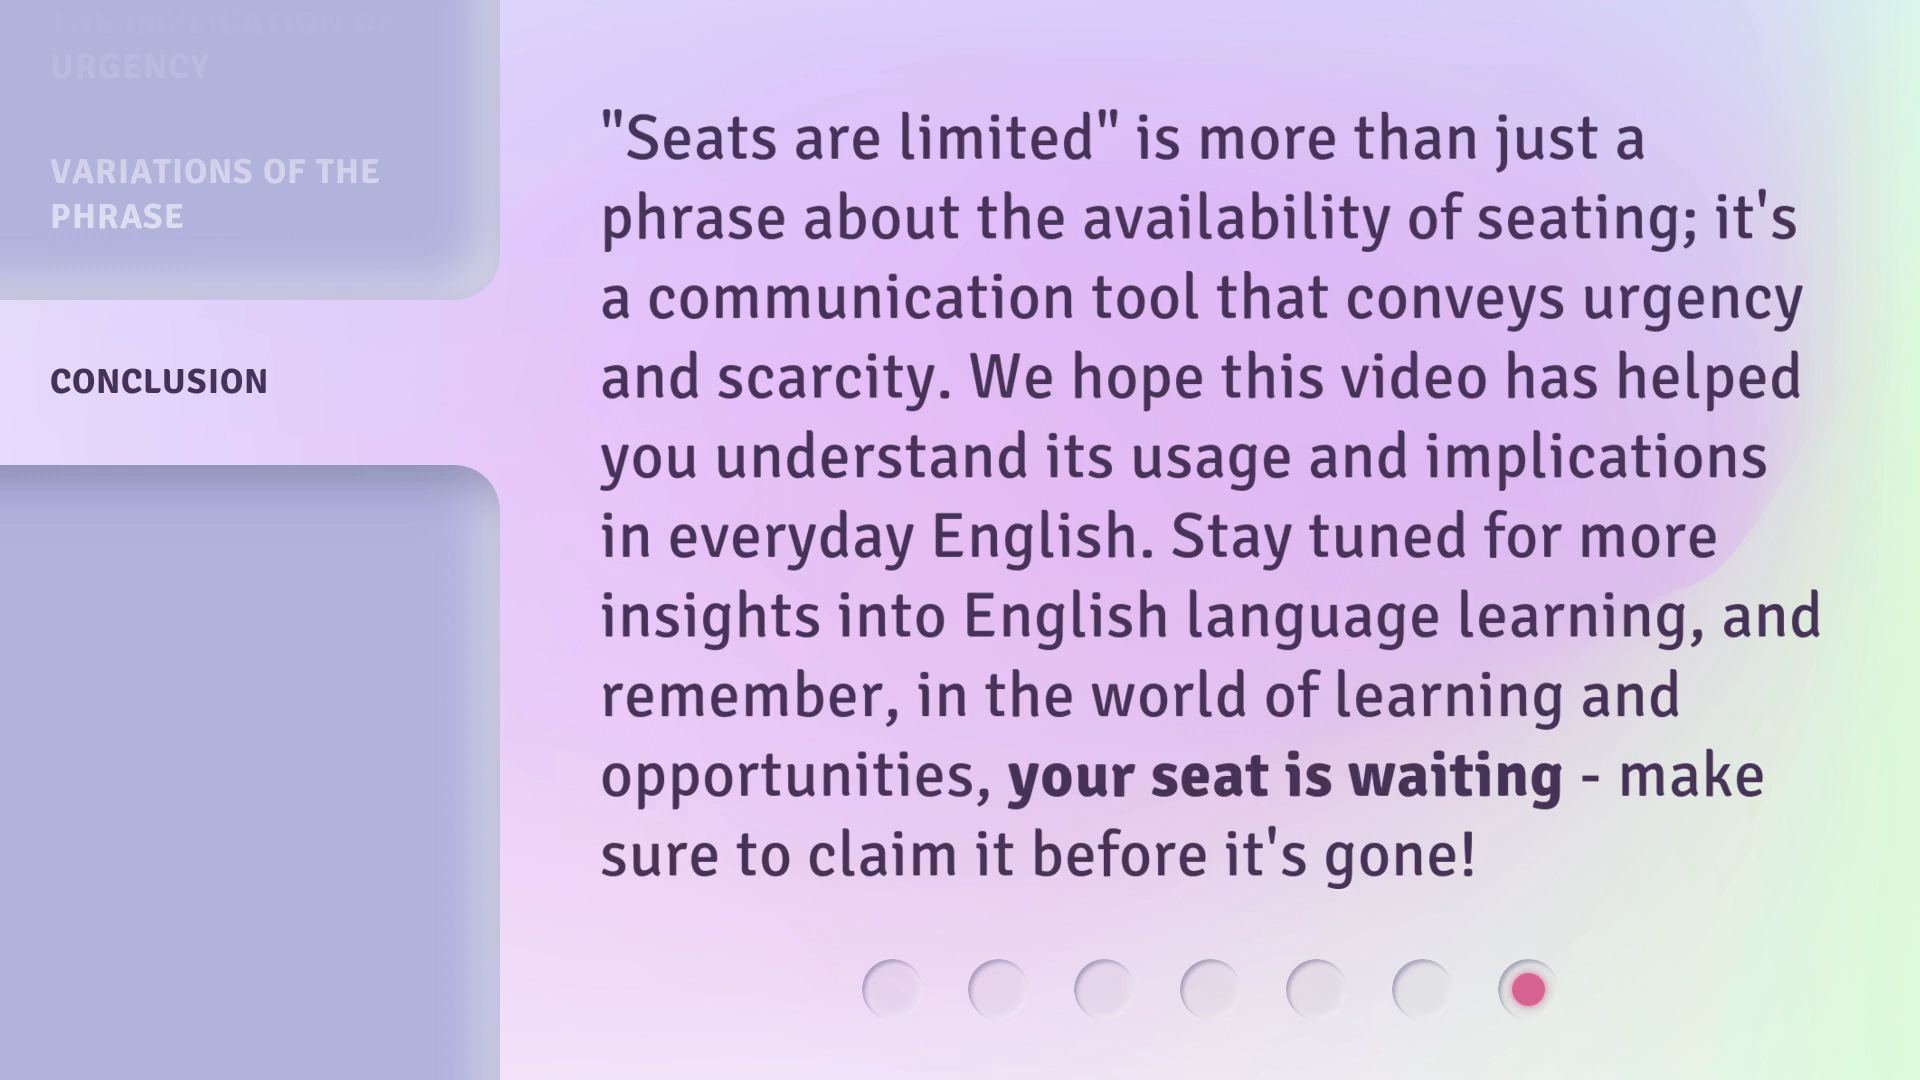 THE IMPLICATION OF
URGENCY
VARIATIONS OF THE
PHRASE
CONCLUSION
"Seats are limited" is more than just a
phrase about the availability of seating; it's
a communication tool that conveys urgency
and scarcity. We hope this video has helped
you understand its usage and implications
in everyday English. Stay tuned for more
insights into English language learning, and
remember, in the world of learning and
opportunities, your seat is waiting - make
sure to claim it before it's gone!